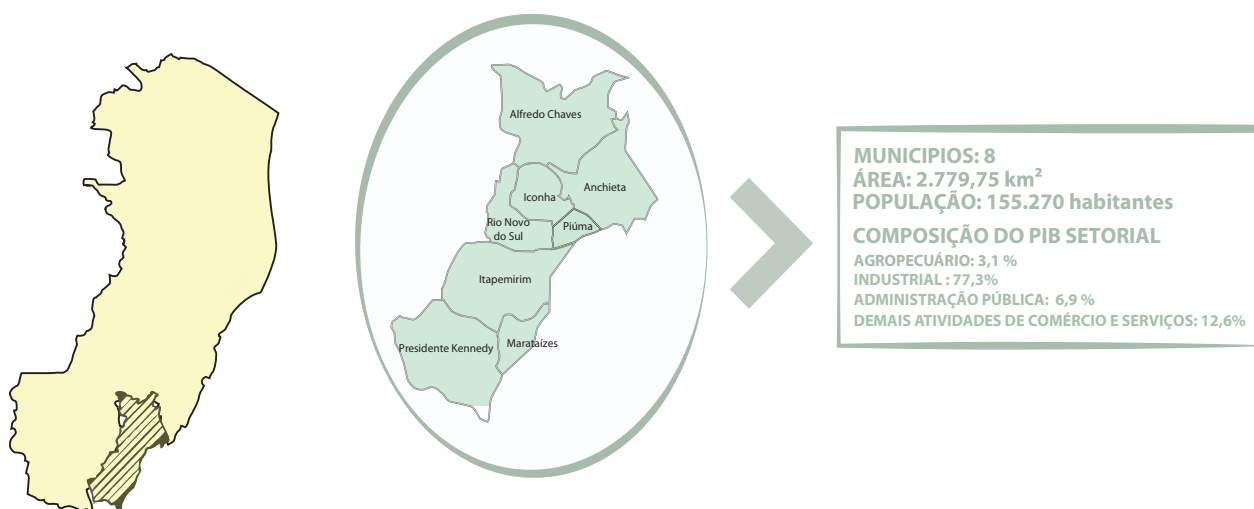 Alfredo Chaves
Anchieta
Iconha
Rio Novo
do Sul
Piúma
Itapemirim
Presidente Kennedy
Marataízes
MUNICIPIOS: 8
ÁREA: 2.779,75 km²
POPULAÇÃO: 155.270 habitantes
COMPOSIÇÃO DO PIB SETORIAL
AGROPECUÁRIO: 3,1 %
INDUSTRIAL : 77,3%
ADMINISTRAÇÃO PÚBLICA: 6,9 %
DEMAIS ATIVIDADES DE COMÉRCIO E SERVIÇOS: 12,6%